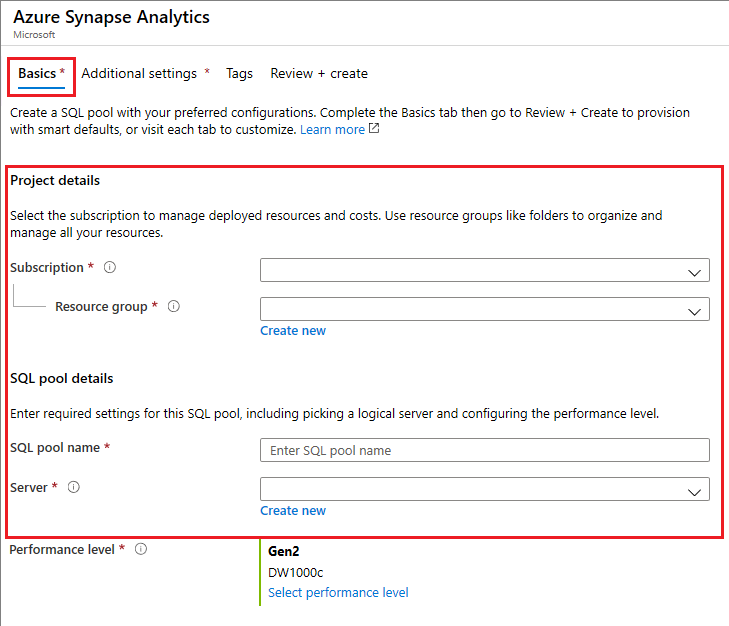 Azure Synapse Analytics
Microsoft
Basics * Additional settings * Tags Review + create
Create a SQL pool with your preferred configurations. Complete the Basics tab then go to Review + Create to provision
with smart defaults, or visit each tab to customize. Learn more
Project details
Select the subscription to manage deployed resources and costs. Use resource groups like folders to organize and
manage all your resources.
Subscription *
Resource group *
Create new
SQL pool details
Enter required settings for this SQL pool, including picking a logical server and configuring the performance level.
SQL pool name * Enter SQL pool name
Server *
Create new
Performance level * Gen2
DW1000c
Select performance level